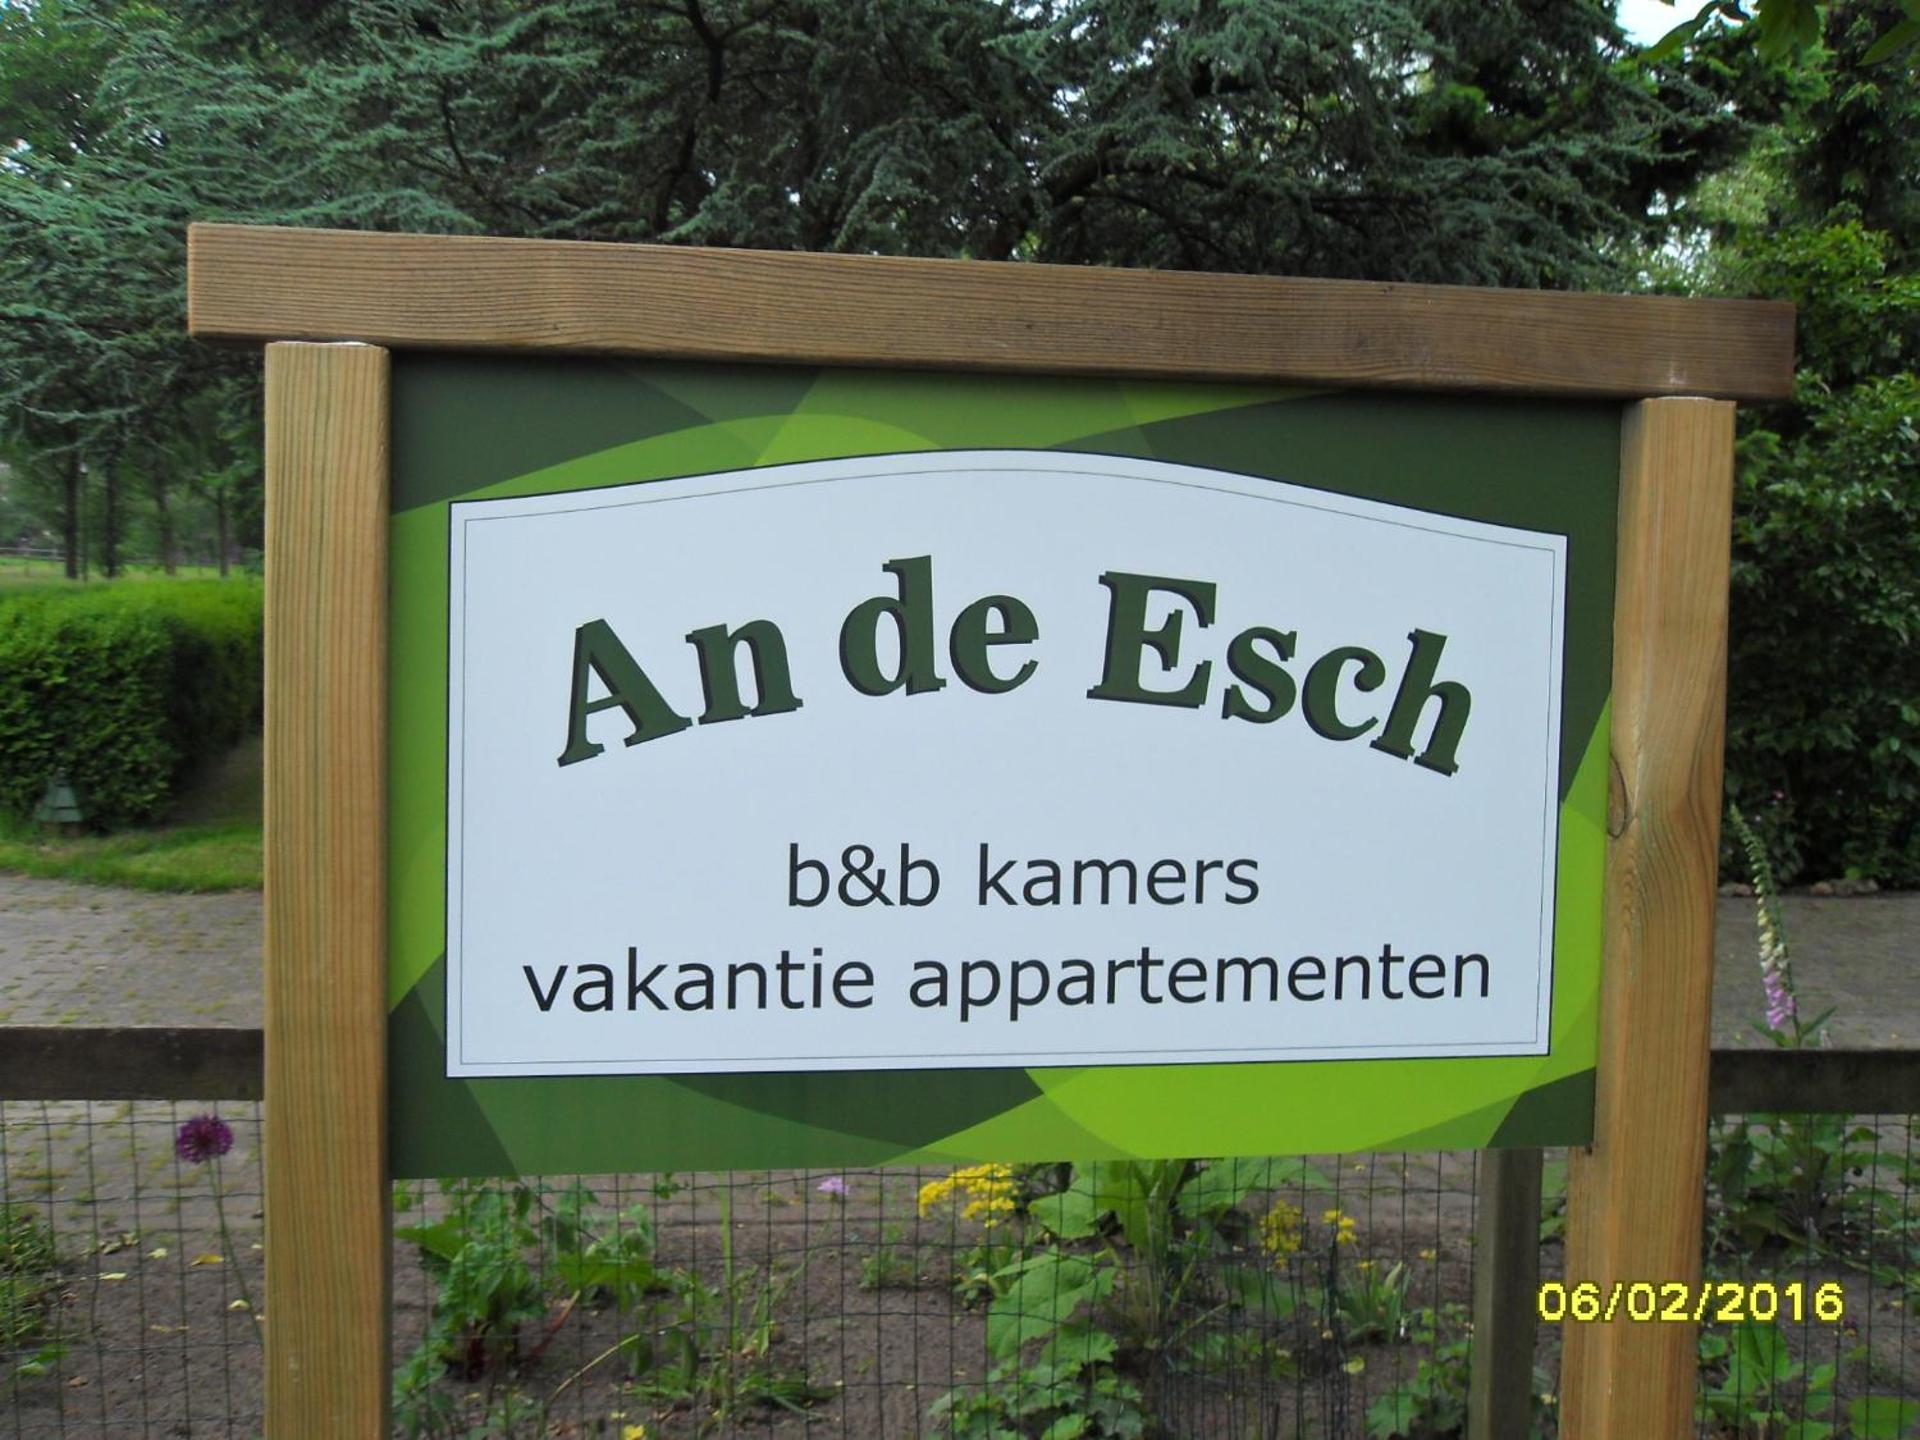 An de Esch
b&b kamers
vakantie appartementen
06/02/2016